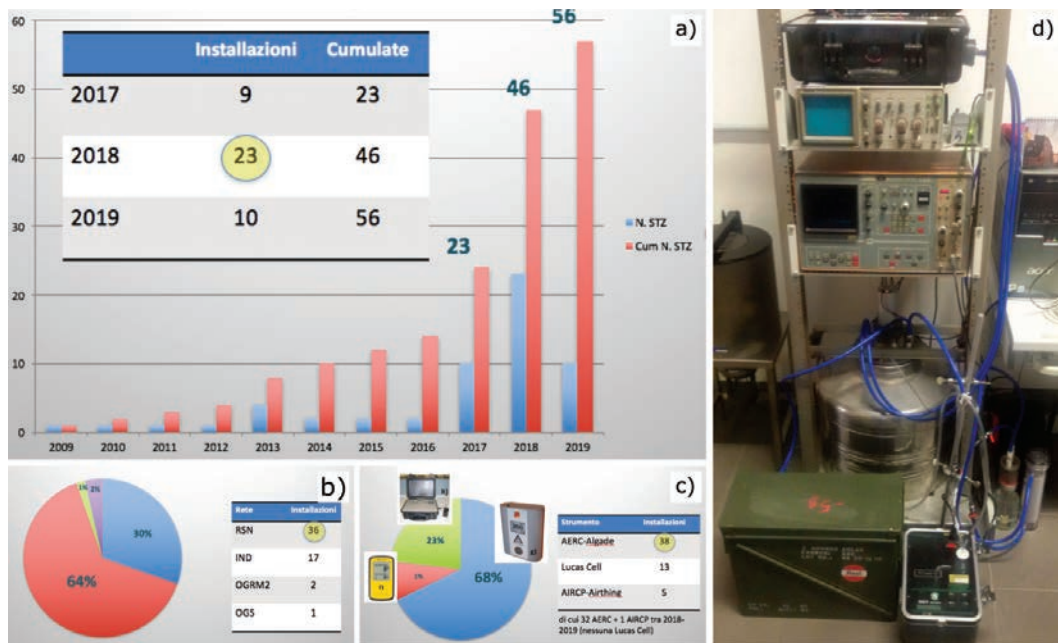 a)
60
50
40
30
20
10
0
Installazioni Cumulate
2017 9 23
2018 23 46
2019 10 56
23
46
56
N. STZ
Cum N. STZ
2009 2010 2011 2012 2013 2014 2015 2016 2017 2018 2019
b)
1%
2%
30%
64%
Rete Installazioni
RSN 36
IND 17
OGRM2 2
OG5 1
c)
23%
68%
Strumento Installazioni
AERC-Algade 38
Lucas Cell 13
AIRCP-Airthing 5
di cui 32 AERC + 1 AIRCP tra 2018-
2019 (nessuna Lucas Cell)
d)